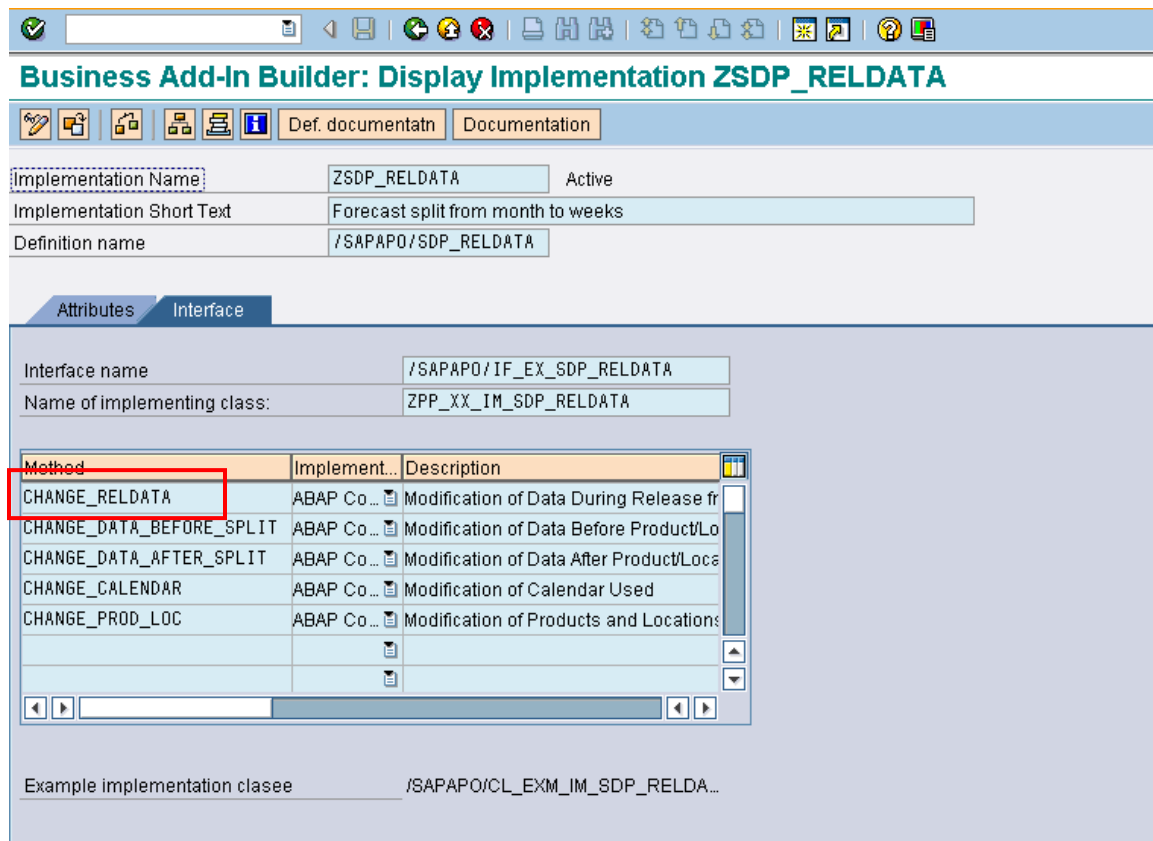 Business Add-In Builder: Display Implementation ZSDP_RELDATA
Def. documentatn Documentation
Implementation Name ZSDP_RELDATA Active
Implementation Short Text Forecast split from month to weeks
Definition name /SAPAPO/SDP_RELDATA
Attributes Interface
Interface name /SAPAPO/IF_EX_SDP_RELDATA
Name of implementing class: ZPP_XX_IM_SDP_RELDATA
Method Implement... Description
CHANGE_RELDATA ABAP Co... Modification of Data During Release fr
CHANGE_DATA_BEFORE_SPLIT ABAP Co... Modification of Data Before Product/Lo
CHANGE_DATA_AFTER_SPLIT ABAP Co... Modification of Data After Product/Loca
CHANGE_CALENDAR ABAP Co... Modification of Calendar Used
CHANGE_PROD_LOC ABAP Co... Modification of Products and Locations
Example implementation clasee /SAPAPO/CL_EXM_IM_SDP_RELDA...